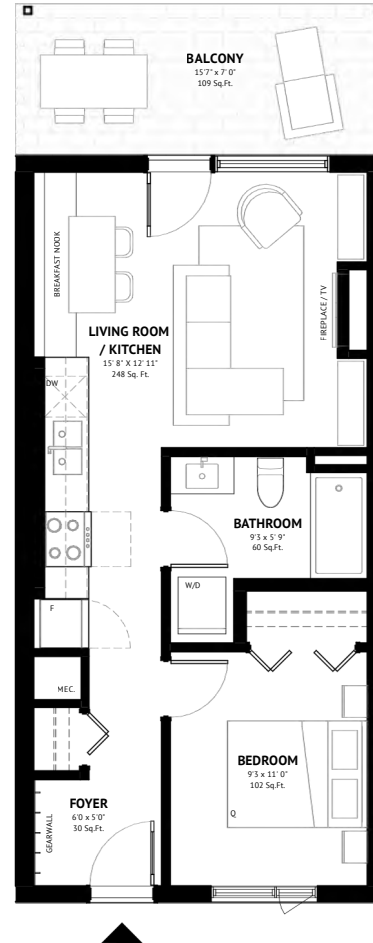 BALCONY
15'7" x 7' 0"
109 Sq.Ft.
BREAKFAST NOOK
LIVING ROOM
/ KITCHEN
15' 8" X 12' 11"
248 Sq. Ft.
FIREPLACE / TV
DW
BATHROOM
9'3 x 5' 9"
60 Sq.Ft.
W/D
F
MEC.
BEDROOM
9'3 x 11' 0"
102 Sq.Ft.
Q
FOYER
6'0 x 5'0"
30 Sq.Ft.
GEARWALL